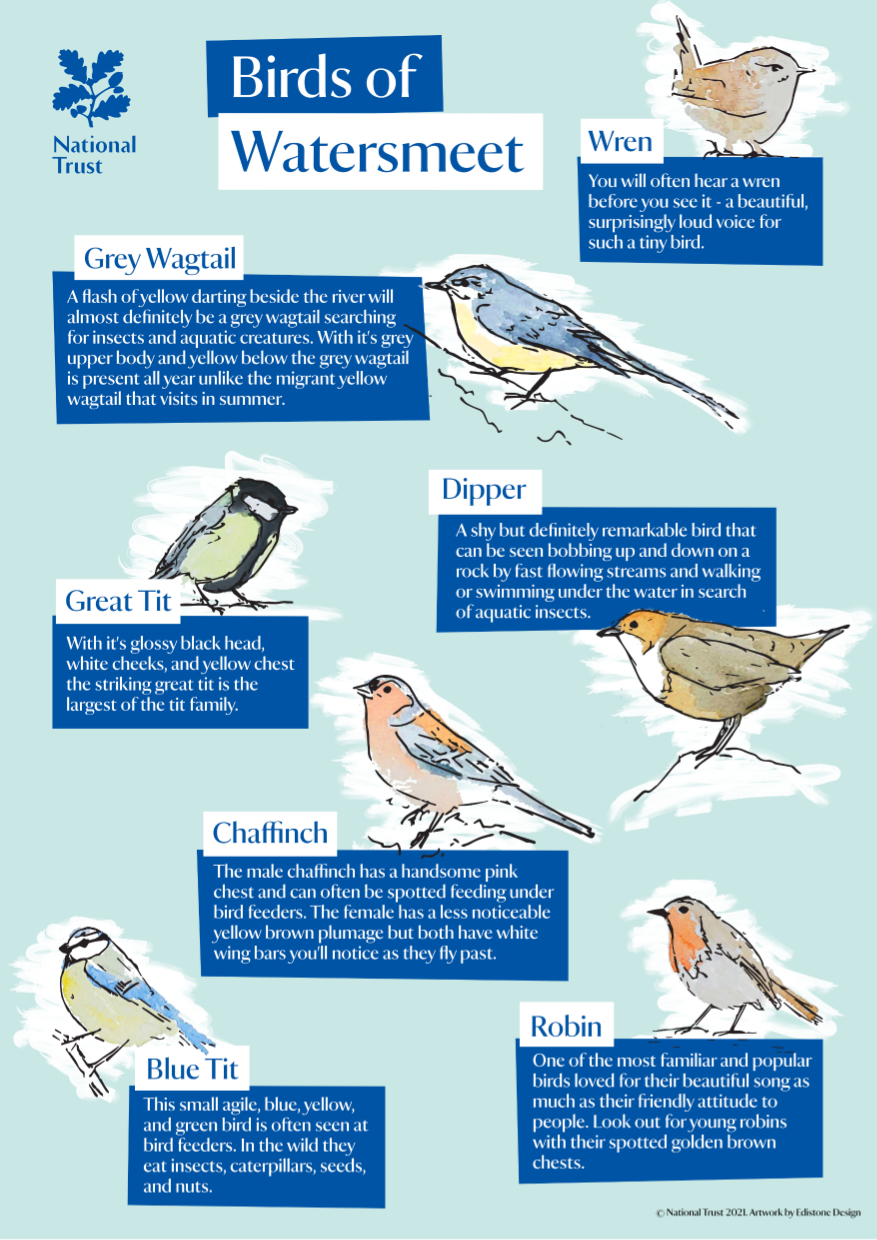 National
Trust
Birds of
Watersmeet
Wren
You will often hear a wren
before you see it - a beautiful,
surprisingly loud voice for
such a tiny bird.
Grey Wagtail
A flash of yellow darting beside the river will
almost definitely be a grey wagtail searching
for insects and aquatic creatures. With it's grey
upper body and yellow below the grey wagtail
is present all year unlike the migrant yellow
wagtail that visits in summer.
Dipper
A shy but definitely remarkable bird that
can be seen bobbing up and down on a
rock by fast flowing streams and walking
or swimming under the water in search
of aquatic insects.
Great Tit
With it's glossy black head,
white cheeks, and yellow chest
the striking great tit is the
largest of the tit family.
Chaffinch
The male chaffinch has a handsome pink
chest and can often be spotted feeding under
bird feeders. The female has a less noticeable
yellow brown plumage but both have white
wing bars you'll notice as they fly past.
Robin
One of the most familiar and popular
birds loved for their beautiful song as
much as their friendly attitude to
people. Look out for young robins
with their spotted golden brown
chests.
Blue Tit
This small agile, blue, yellow,
and green bird is often seen at
bird feeders. In the wild they
eat insects, caterpillars, seeds,
and nuts.
© National Trust 2021. Artwork by Edistone Design